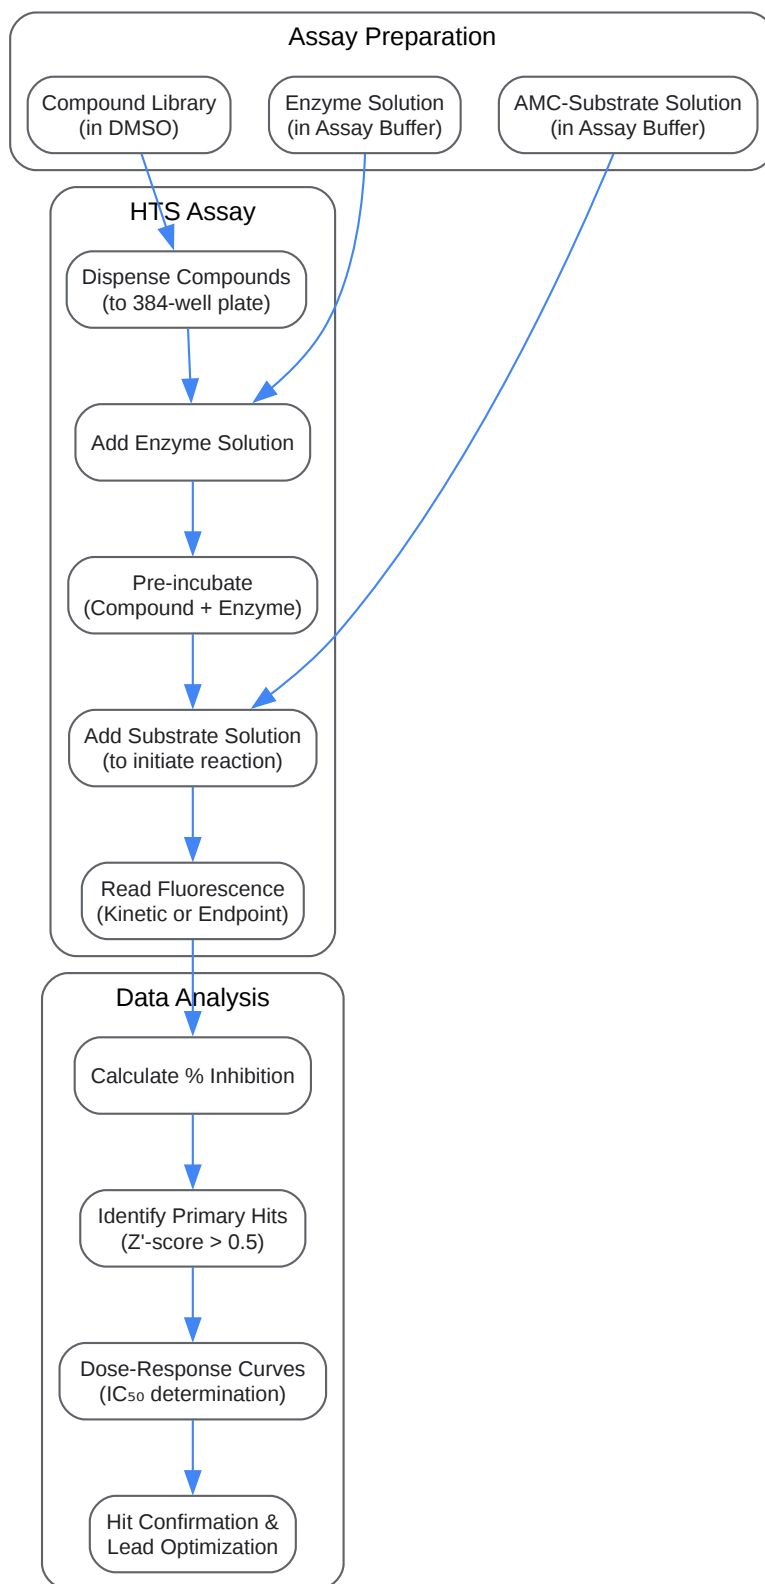 Assay Preparation
Compound Library
(in DMSO)
Enzyme Solution
(in Assay Buffer)
AMC-Substrate Solution
(in Assay Buffer)
HTS Assay
Dispense Compounds
(to 384-well plate)
Add Enzyme Solution
Pre-incubate
(Compound + Enzyme)
Add Substrate Solution
(to initiate reaction)
Read Fluorescence
(Kinetic or Endpoint)
Data Analysis
Calculate % Inhibition
Identify Primary Hits
(Z'-score > 0.5)
Dose-Response Curves
(IC₅₀ determination)
Hit Confirmation &
Lead Optimization